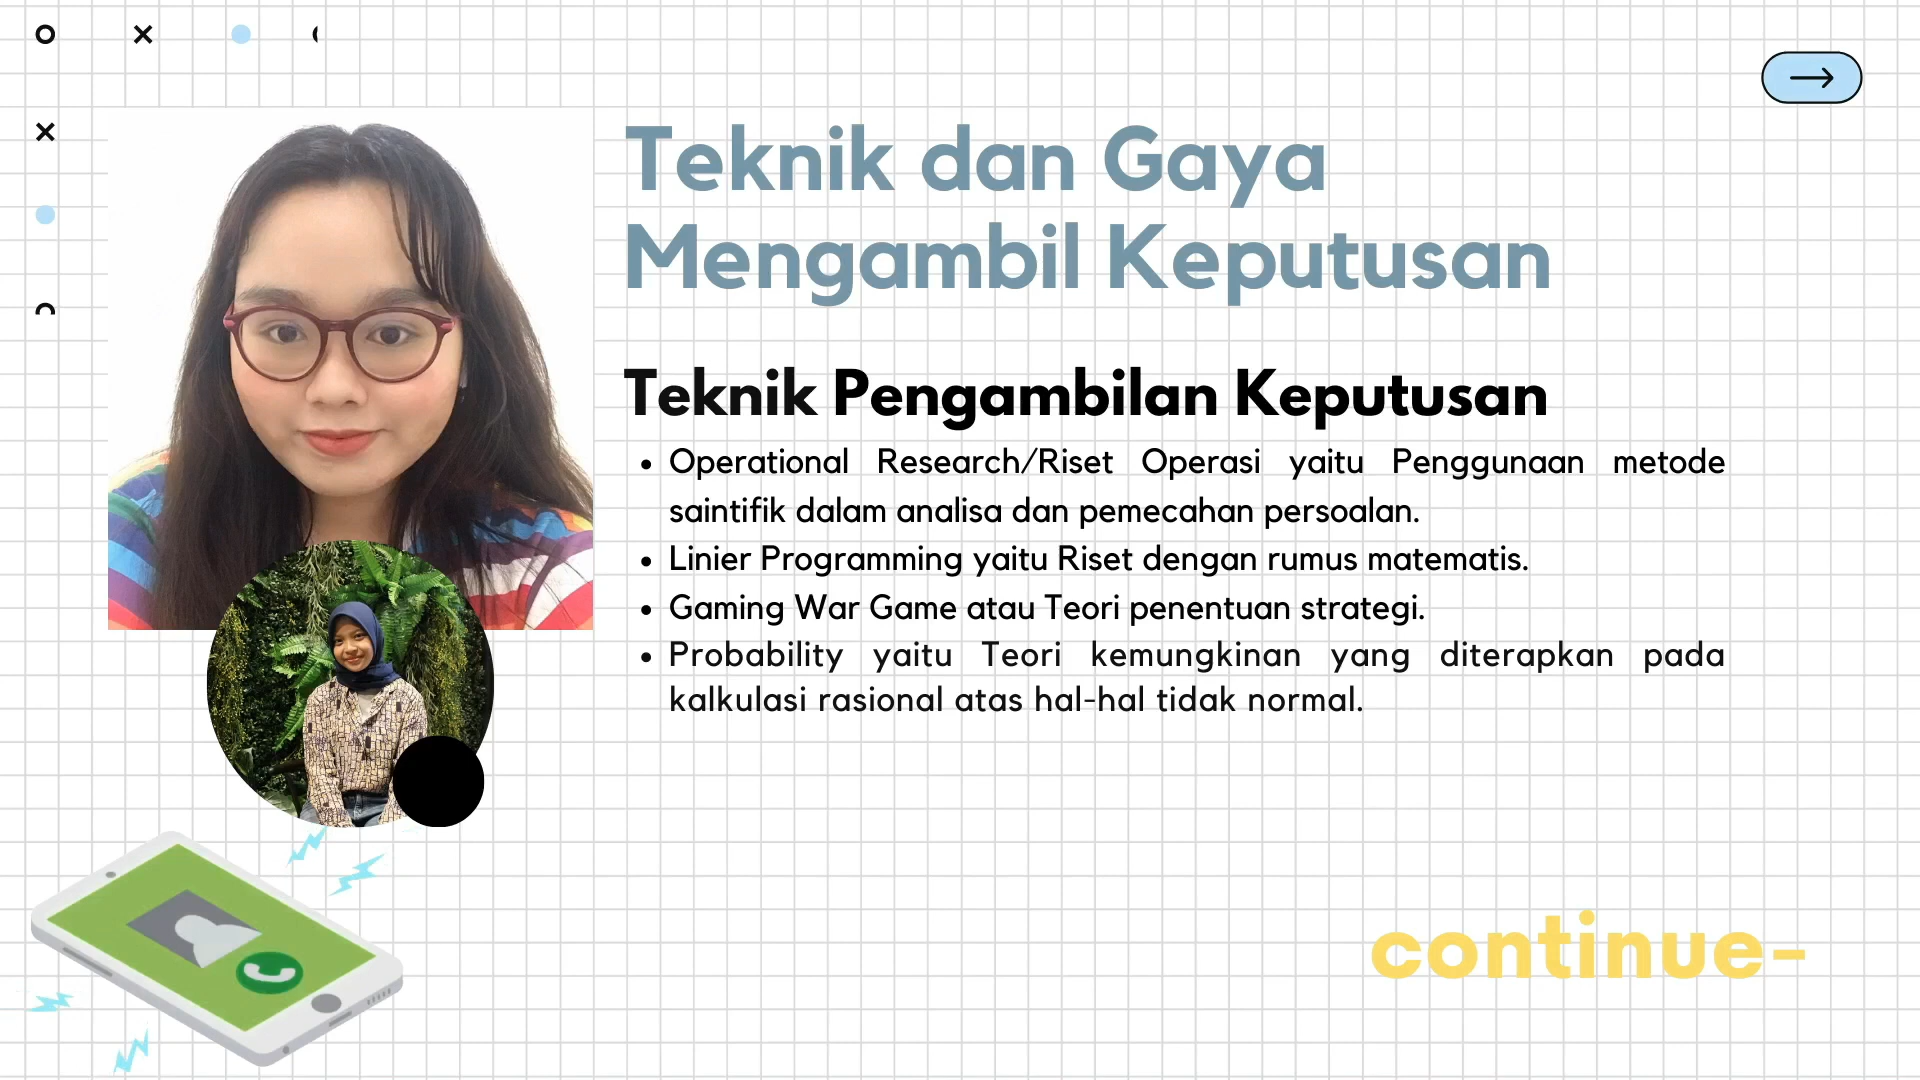 Teknik dan Gaya
Mengambil Keputusan
Teknik Pengambilan Keputusan
• Operational Research/Riset Operasi yaitu Penggunaan metode
saintifik dalam analisa dan pemecahan persoalan.
• Linier Programming yaitu Riset dengan rumus matematis.
• Gaming War Game atau Teori penentuan strategi.
• Probability yaitu Teori kemungkinan yang diterapkan pada
kalkulasi rasional atas hal-hal tidak normal.
continue-